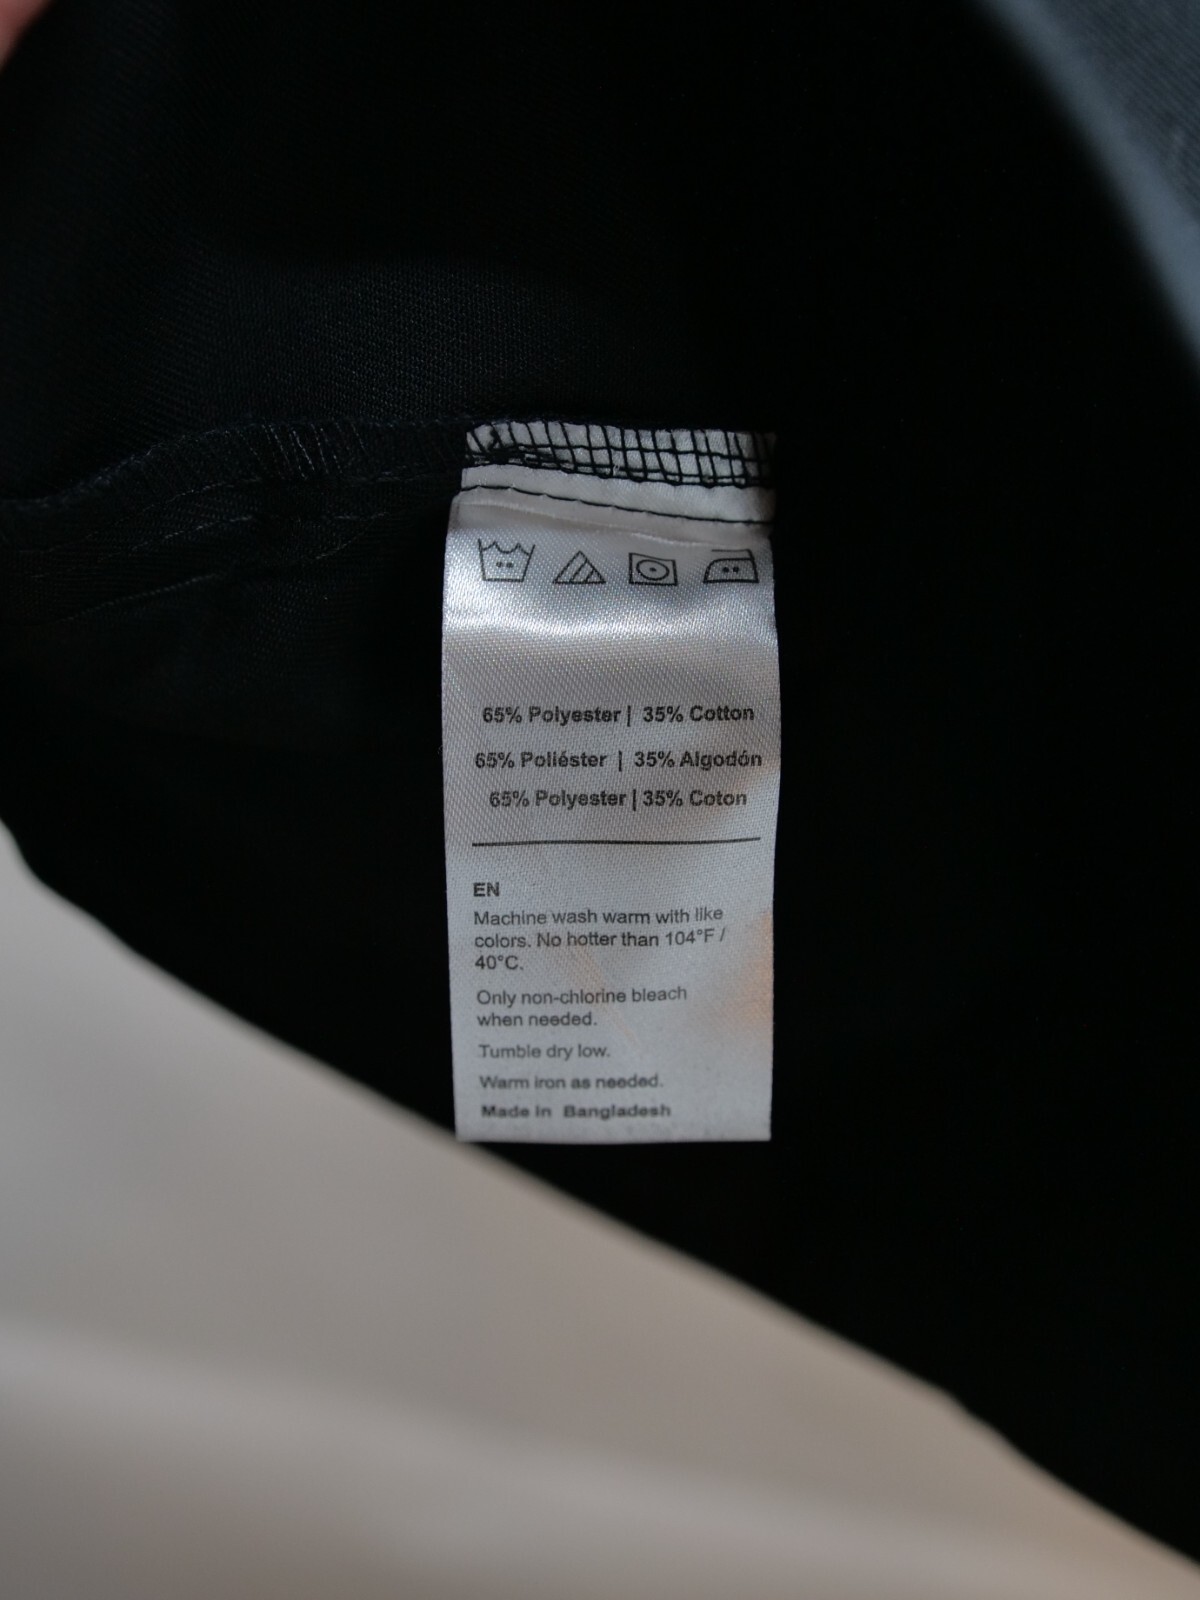 65% Polyester | 35% Cotton
65% Poliéster | 35% Algodón
65% Polyester | 35% Coton
EN
Machine wash warm with like
colors. No hotter than 104°F /
40°C.
Only non-chlorine bleach
when needed.
Tumble dry low.
Warm iron as needed.
Made in Bangladesh